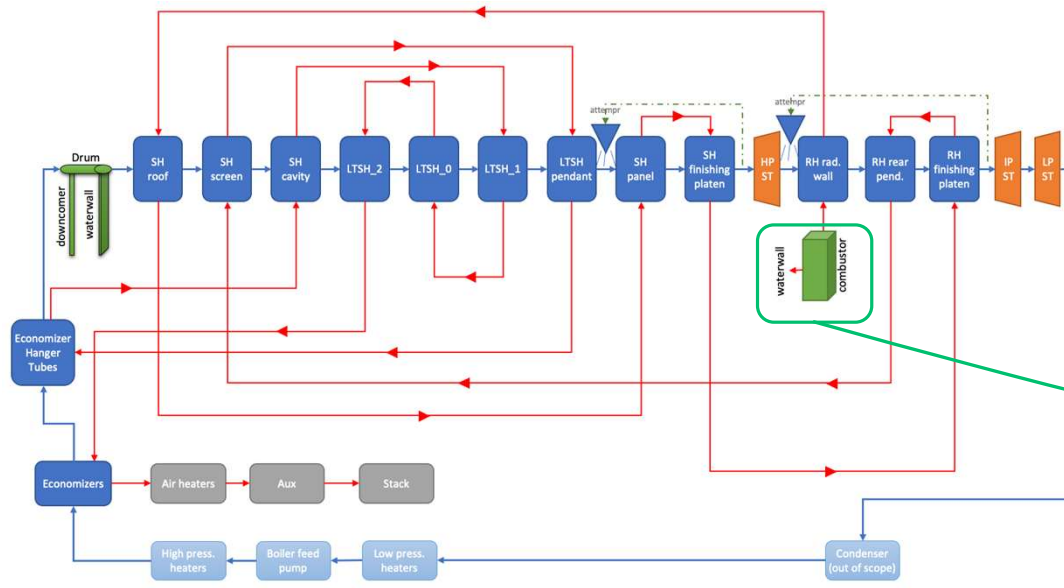 attempr
attempr
Drum
downcomer
waterwall
SH
roof
SH
screen
SH
cavity
LTSH_2
LTSH_0
LTSH_1
LTSH
pendant
SH
panel
SH
finishing
platen
HP
ST
RH rad.
wall
RH rear
pend.
RH
finishing
platen
IP
ST
LP
ST
waterwall
combustor
Economizer
Hanger
Tubes
Economizers
Air heaters
Aux
Stack
High press.
heaters
Boiler feed
pump
Low press.
heaters
Condenser
(out of scope)